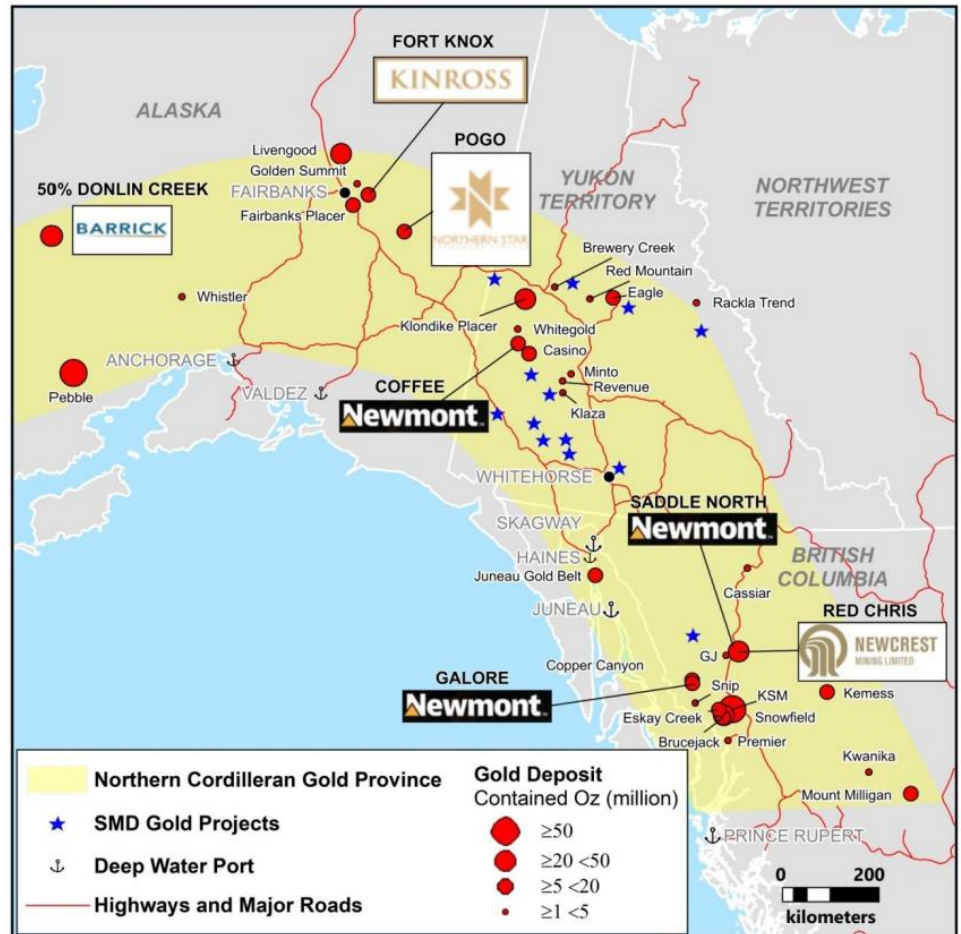 FORT KNOX
KINROSS
ALASKA
POGO
NORTHERN STAR
Livengood
Golden Summit
FAIRBANKS
Fairbanks Placer
50% DONLIN CREEK
BARRICK
YUKON
TERRITORY
NORTHWEST
TERRITORIES
Brewery Creek
Red Mountain
Eagle
Rackla Trend
Whistler
Klondike Placer
Whitegold
Casino
ANCHORAGE
Pebble
VALDEZ
COFFEE
Newmont™
Minto
Revenue
Klaza
WHITEHORSE
SADDLE NORTH
Newmont™
SKAGWAY
HAINES
Juneau Gold Belt
JUNEAU
BRITISH
COLUMBIA
Cassiar
RED CHRIS
NEWCREST
MINING LIMITED
GJ
Copper Canyon
GALORE
Newmont™
Snip
KSM
Kemess
Eskay Creek
Snowfield
Brucejack
Premier
Kwanika
Mount Milligan
PRINCE RUPERT
Northern Cordilleran Gold Province
SMD Gold Projects
Deep Water Port
Highways and Major Roads
Gold Deposit
Contained Oz (million)
≥50
≥20 <50
≥5 <20
≥1 <5
0 200
kilometers